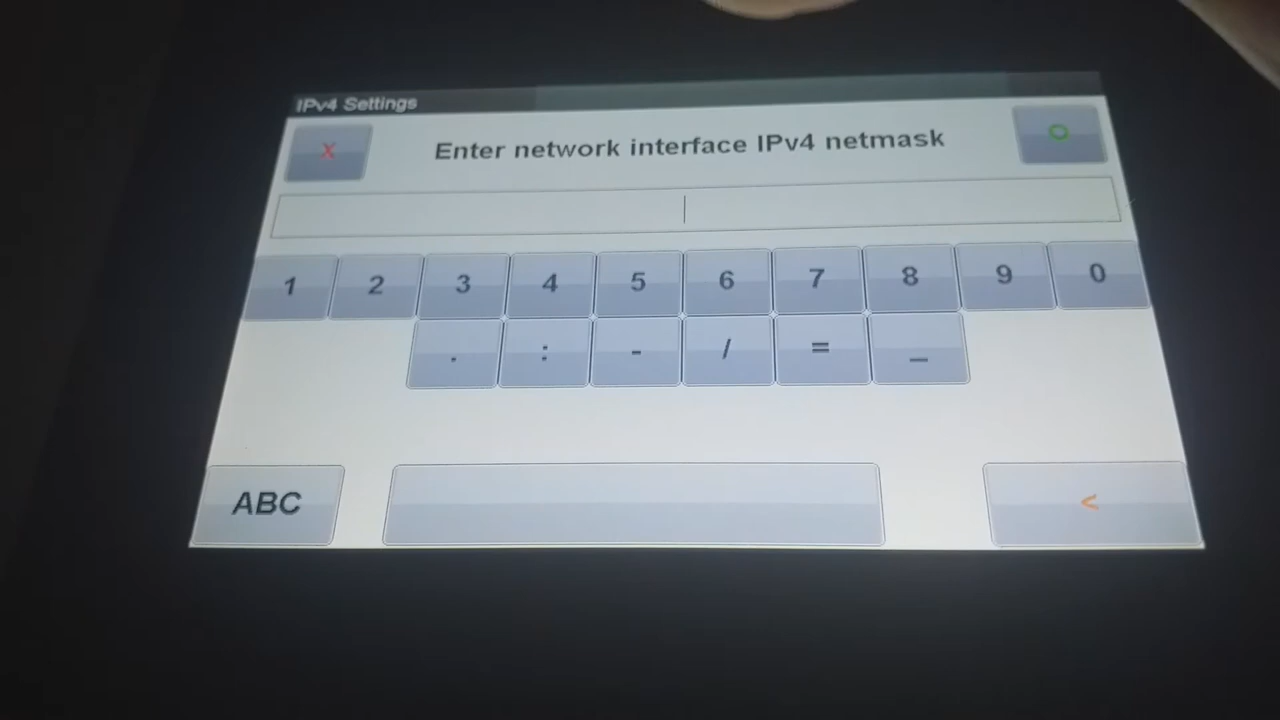 IPv4 Settings
X Enter network interface IPv4 netmask O
1 2 3 4 5 6 7 8 9 0
. : - / = _
ABC <